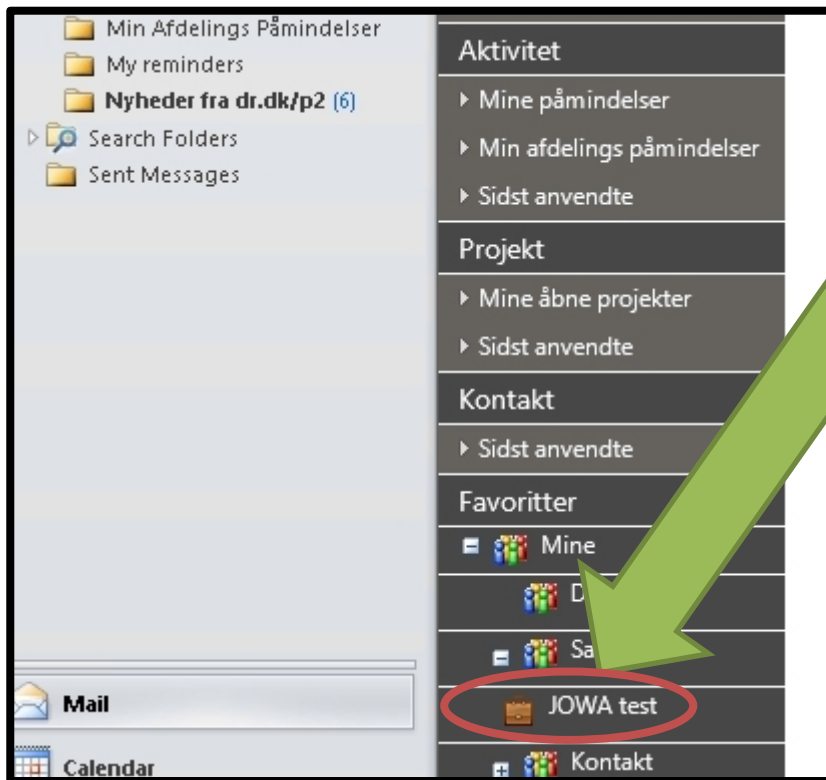 Min Afdelings Påmindelser
My reminders
Nyheder fra dr.dk/p2 (6)
Search Folders
Sent Messages
Mail
Calendar
Aktivitet
Mine påmindelser
Min afdelings påmindelser
Sidst anvendte
Projekt
Mine åbne projekter
Sidst anvendte
Kontakt
Sidst anvendte
Favoritter
Mine
JOWA test
Kontakt